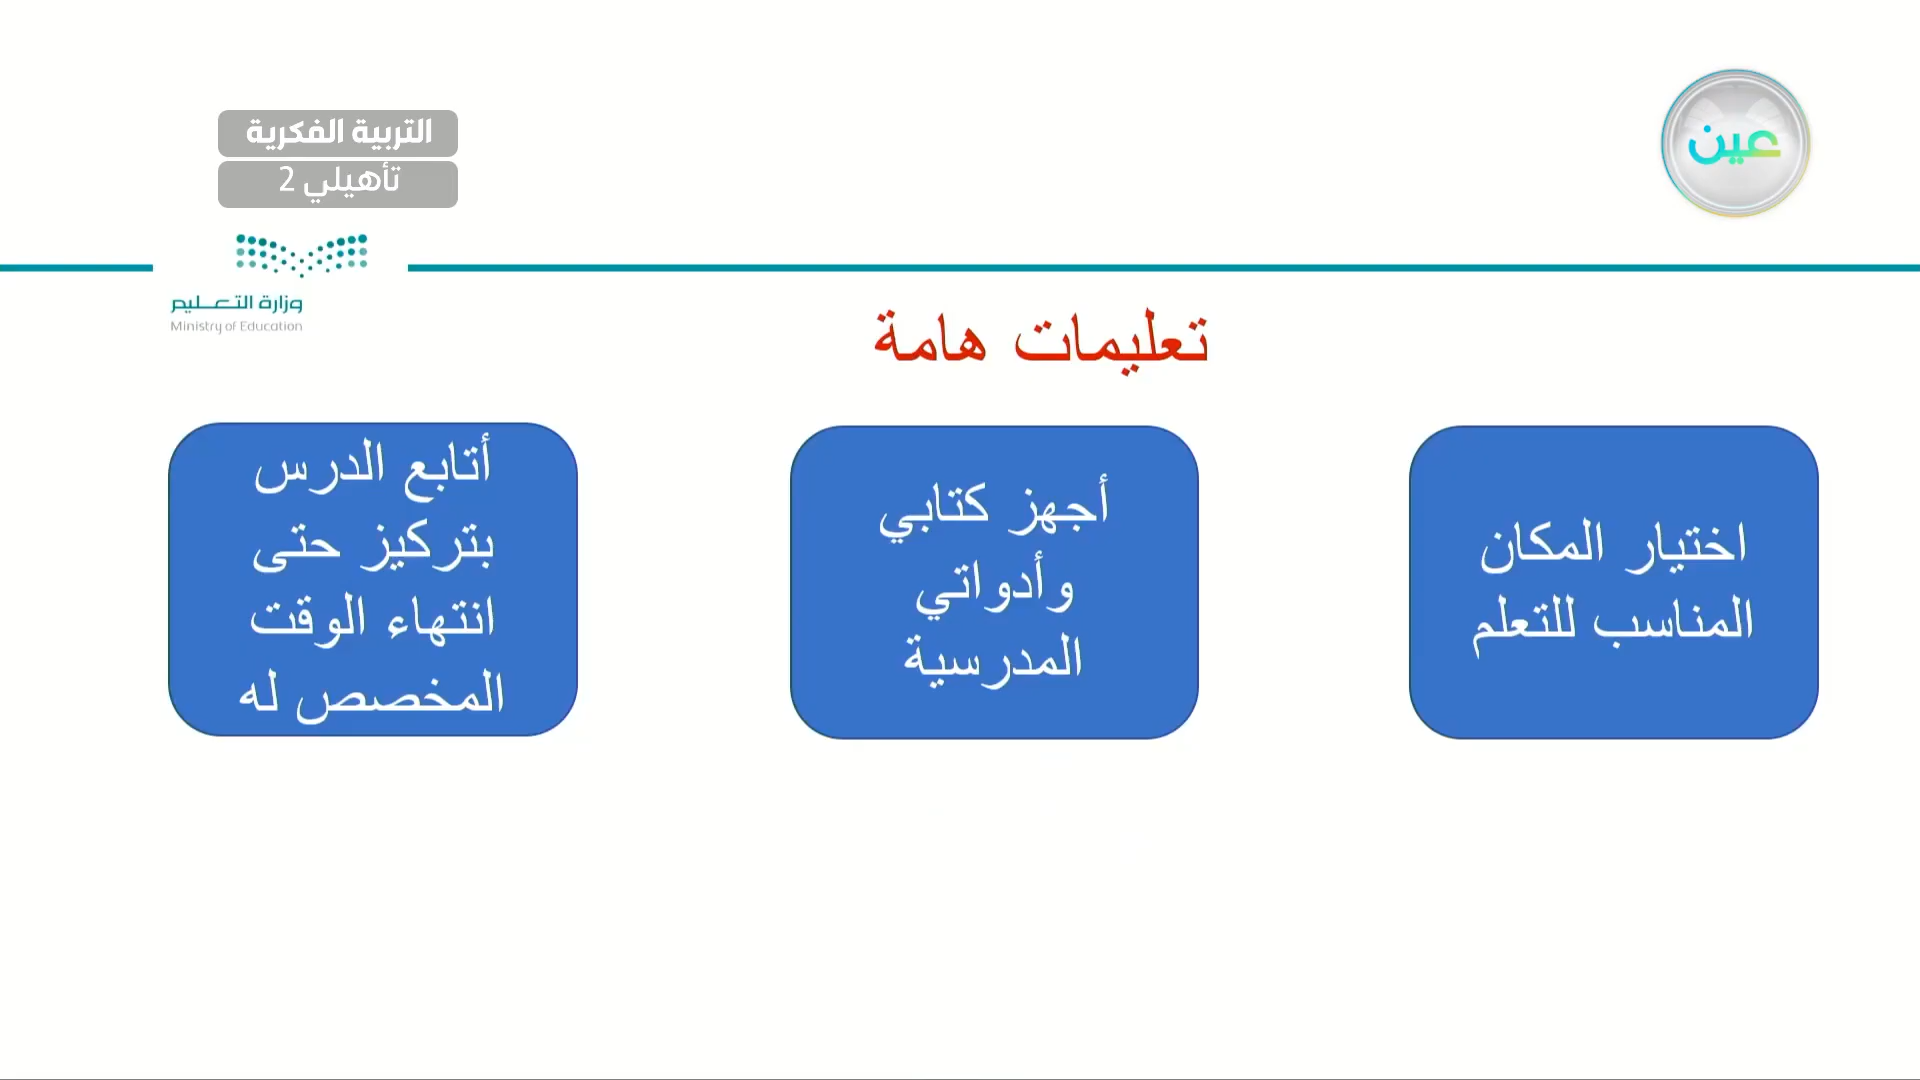 عين
التربية الفكرية
تأهيلي 2
وزارة التعليم
Ministry of Education
تعليمات هامة
اختيار المكان
المناسب للتعلم
أجهز كتابي
وأدواتي
المدرسية
أتابع الدرس
بتركيز حتى
انتهاء الوقت
المخصص له